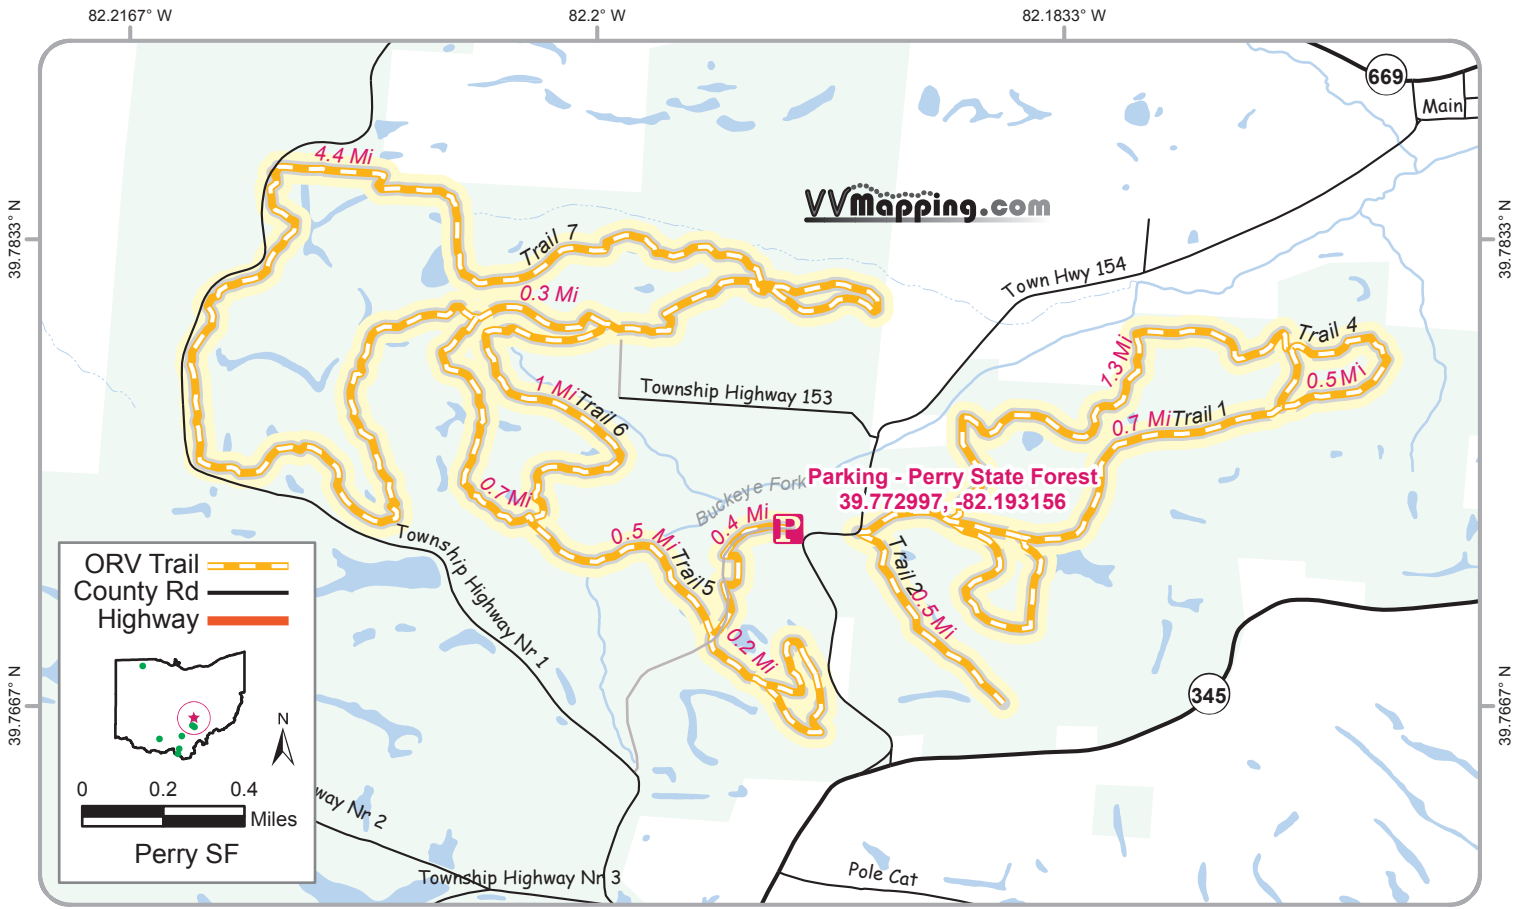 82.2167° W
82.2° W
82.1833° W
39.7833° N
39.7833° N
39.7667° N
39.7667° N
669
Main
4.4 Mi
VVMapping.com
Trail 7
0.3 Mi
Town Hwy 154
Trail 4
1.3 Mi
0.5 Mi
Township Highway 153
1 Mi
Trail 6
0.7 Mi
Trail 1
0.7 Mi
Buckeye Fork
Parking - Perry State Forest
39.772997, -82.193156
0.4 Mi
P
0.5 Mi
Trail 5
Trail 2
0.5 Mi
0.2 Mi
Township Highway Nr 1
345
ORV Trail
County Rd
Highway
N
0 0.2 0.4
Miles
Perry SF
way Nr 2
Township Highway Nr 3
Pole Cat